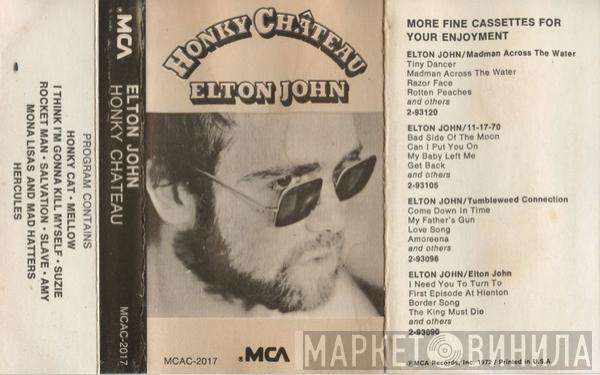 MCA
PROGRAM CONTAINS
HONKY CAT • MELLOW
I THINK I'M GONNA KILL MYSELF • SUZIE
ROCKET MAN • SALVATION • SLAVE • AMY
MONA LISAS AND MAD HATTERS
HERCULES
MCA
ELTON JOHN
HONKY CHATEAU
MCAC-2017
HONKY CHÂTEAU
ELTON JOHN
MCAC-2017
MCA
MORE FINE CASSETTES FOR
YOUR ENJOYMENT
ELTON JOHN/Madman Across The Water
Tiny Dancer
Madman Across The Water
Razor Face
Rotten Peaches
and others
2-93120
ELTON JOHN/11-17-70
Bad Side Of The Moon
Can I Put You On
My Baby Left Me
Get Back
and others
2-93105
ELTON JOHN/Tumbleweed Connection
Come Down In Time
My Father's Gun
Love Song
Amoreena
and others
2-93096
ELTON JOHN/Elton John
I Need You To Turn To
First Episode At Hienton
Border Song
The King Must Die
and others
2-93090
МАРКЕТ ВИНИЛА
℗MCA Records, Inc. 1972 / Printed in U.S.A.